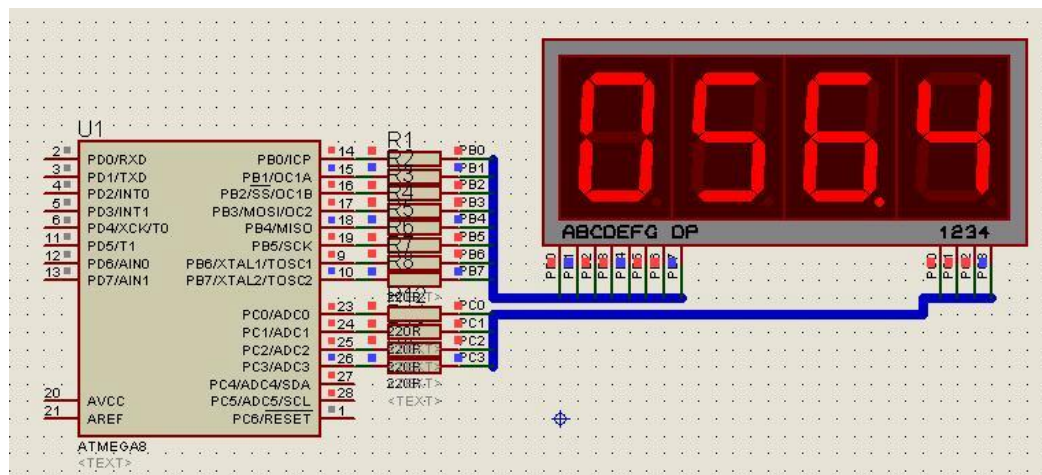 U1
2 PD0/RXD
3 PD1/TXD
4 PD2/INT0
5 PD3/INT1
6 PD4/XCK/T0
11 PD5/T1
12 PD6/AIN0
13 PD7/AIN1
20 AVCC
21 AREF
PB0/ICP 14
PB1/OC1A 15
PB2/SS/OC1B 16
PB3/MOSI/OC2 17
PB4/MISO 18
PB5/SCK 19
PB6/XTAL1/TOSC1 9
PB7/XTAL2/TOSC2 10
PC0/ADC0 23
PC1/ADC1 24
PC2/ADC2 25
PC3/ADC3 26
PC4/ADC4/SDA 27
PC5/ADC5/SCL 28
PC6/RESET 1
ATMEGA8
<TEXT>
R1
R2
R3
R4
R5
R6
R7
R8
220R
220R
220R
220R
<TEXT>
PB0
PB1
PB2
PB3
PB4
PB5
PB6
PB7
PC0
PC1
PC2
PC3
056.4
ABCDEFG DP
1234